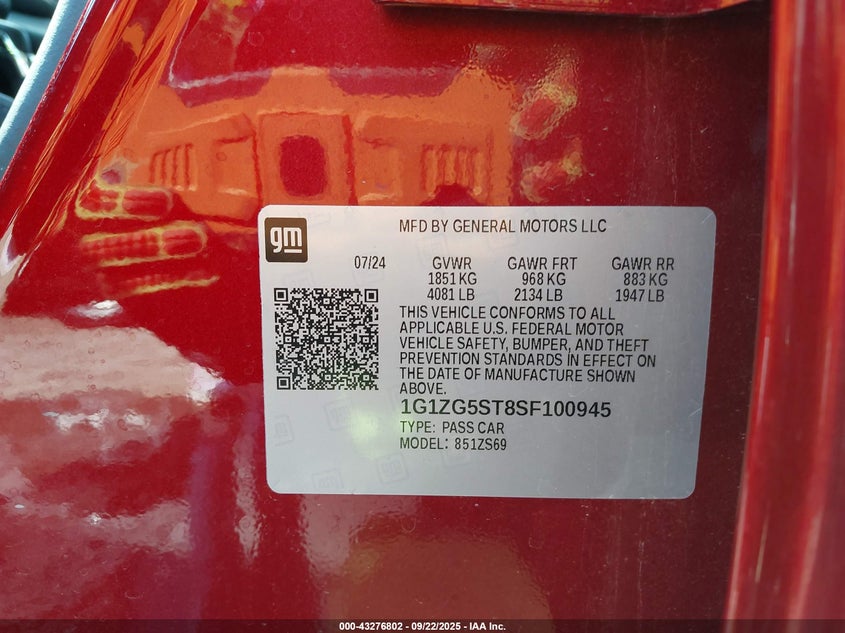 gm
MFD BY GENERAL MOTORS LLC
07/24 GVWR GAWR FRT GAWR RR
1851 KG 968 KG 883 KG
4081 LB 2134 LB 1947 LB
THIS VEHICLE CONFORMS TO ALL
APPLICABLE U.S. FEDERAL MOTOR
VEHICLE SAFETY, BUMPER, AND THEFT
PREVENTION STANDARDS IN EFFECT ON
THE DATE OF MANUFACTURE SHOWN
ABOVE.
1G1ZG5ST8SF100945
TYPE: PASS CAR
MODEL: 851ZS69
000-43276802 - 09/22/2025 - IAA Inc.